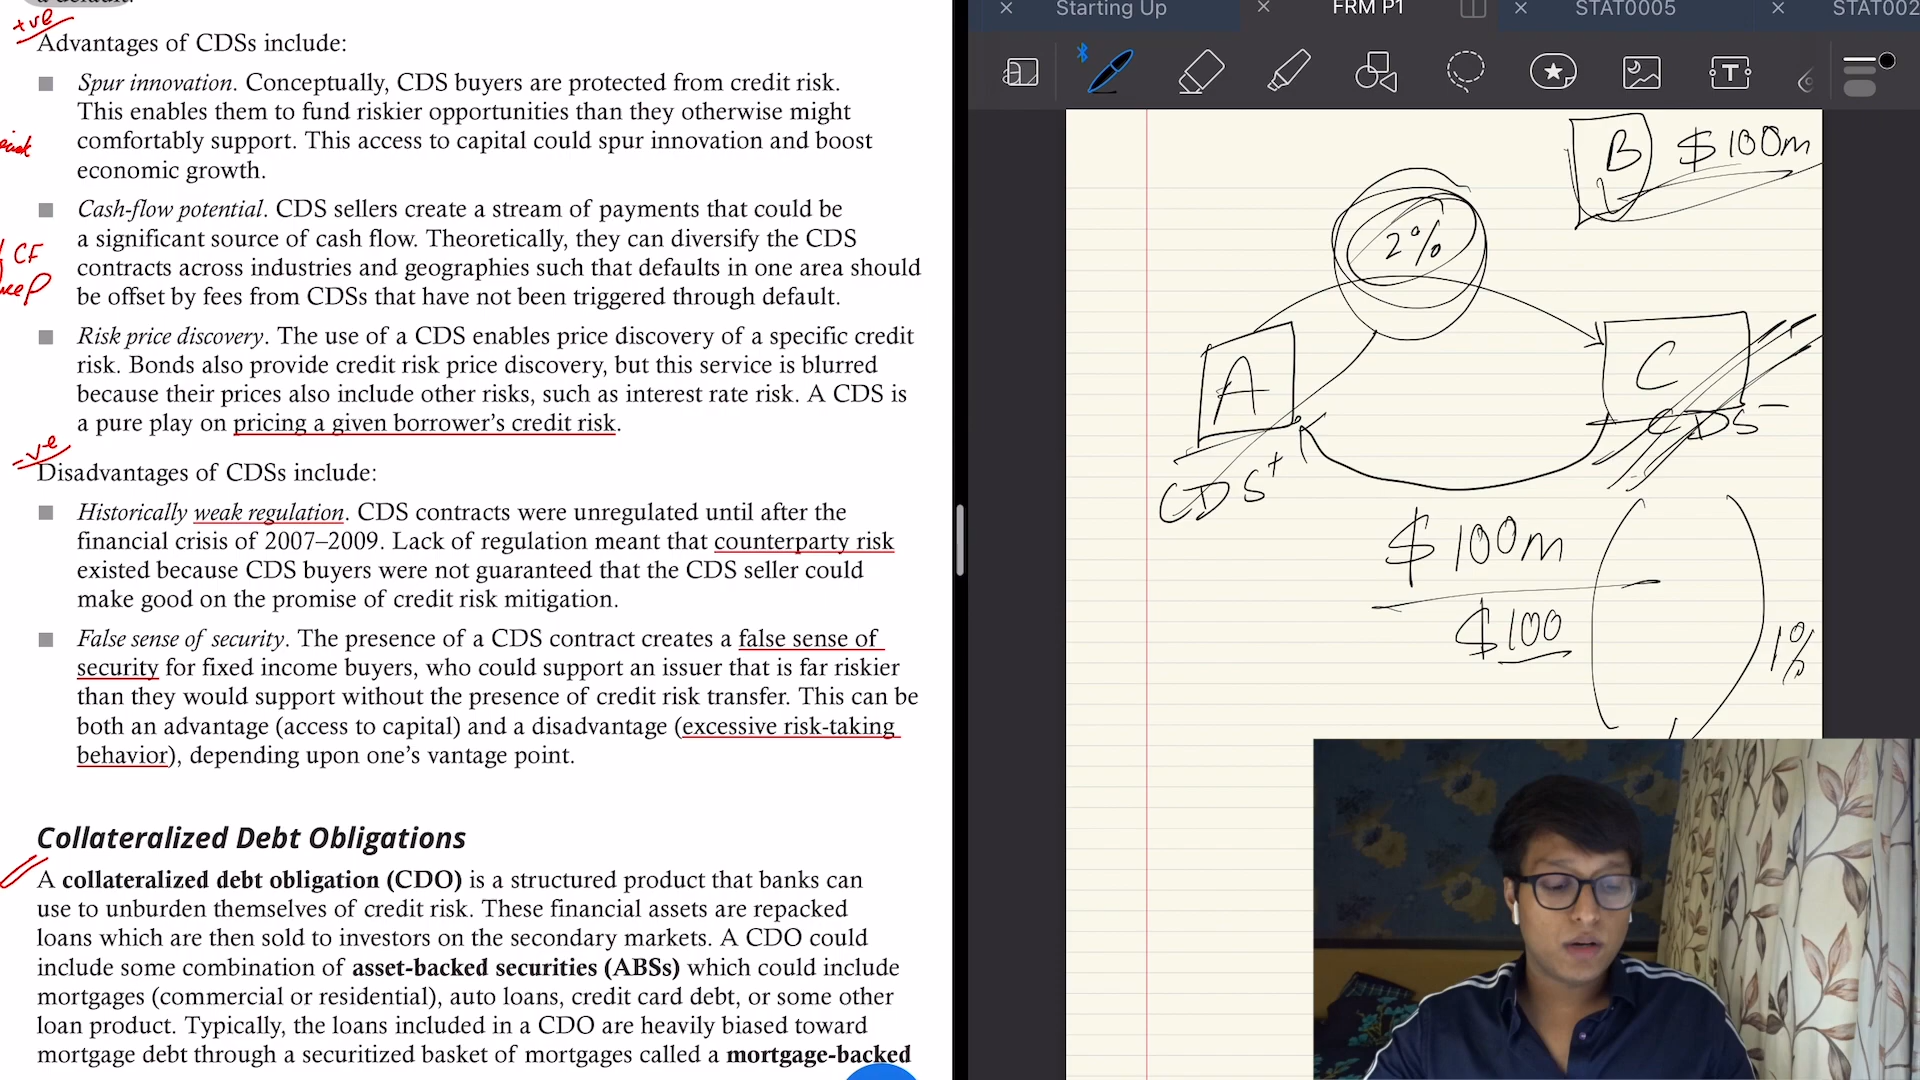 a default.
+ve
Advantages of CDSs include:
■ Spur innovation. Conceptually, CDS buyers are protected from credit risk.
This enables them to fund riskier opportunities than they otherwise might
comfortably support. This access to capital could spur innovation and boost
economic growth.
■ Cash-flow potential. CDS sellers create a stream of payments that could be
a significant source of cash flow. Theoretically, they can diversify the CDS
contracts across industries and geographies such that defaults in one area should
be offset by fees from CDSs that have not been triggered through default.
CF
■ Risk price discovery. The use of a CDS enables price discovery of a specific credit
risk. Bonds also provide credit risk price discovery, but this service is blurred
because their prices also include other risks, such as interest rate risk. A CDS is
a pure play on pricing a given borrower's credit risk.
-ve
Disadvantages of CDSs include:
■ Historically weak regulation. CDS contracts were unregulated until after the
financial crisis of 2007–2009. Lack of regulation meant that counterparty risk
existed because CDS buyers were not guaranteed that the CDS seller could
make good on the promise of credit risk mitigation.
■ False sense of security. The presence of a CDS contract creates a false sense of
security for fixed income buyers, who could support an issuer that is far riskier
than they would support without the presence of credit risk transfer. This can be
both an advantage (access to capital) and a disadvantage (excessive risk-taking
behavior), depending upon one's vantage point.
Collateralized Debt Obligations
A collateralized debt obligation (CDO) is a structured product that banks can
use to unburden themselves of credit risk. These financial assets are repacked
loans which are then sold to investors on the secondary markets. A CDO could
include some combination of asset-backed securities (ABSs) which could include
mortgages (commercial or residential), auto loans, credit card debt, or some other
loan product. Typically, the loans included in a CDO are heavily biased toward
mortgage debt through a securitized basket of mortgages called a mortgage-backed
Starting Up
FRM P1
STAT0005
STAT002
B $100m
2%
A
C
CDS+
CDS-
$100m
$100
1%